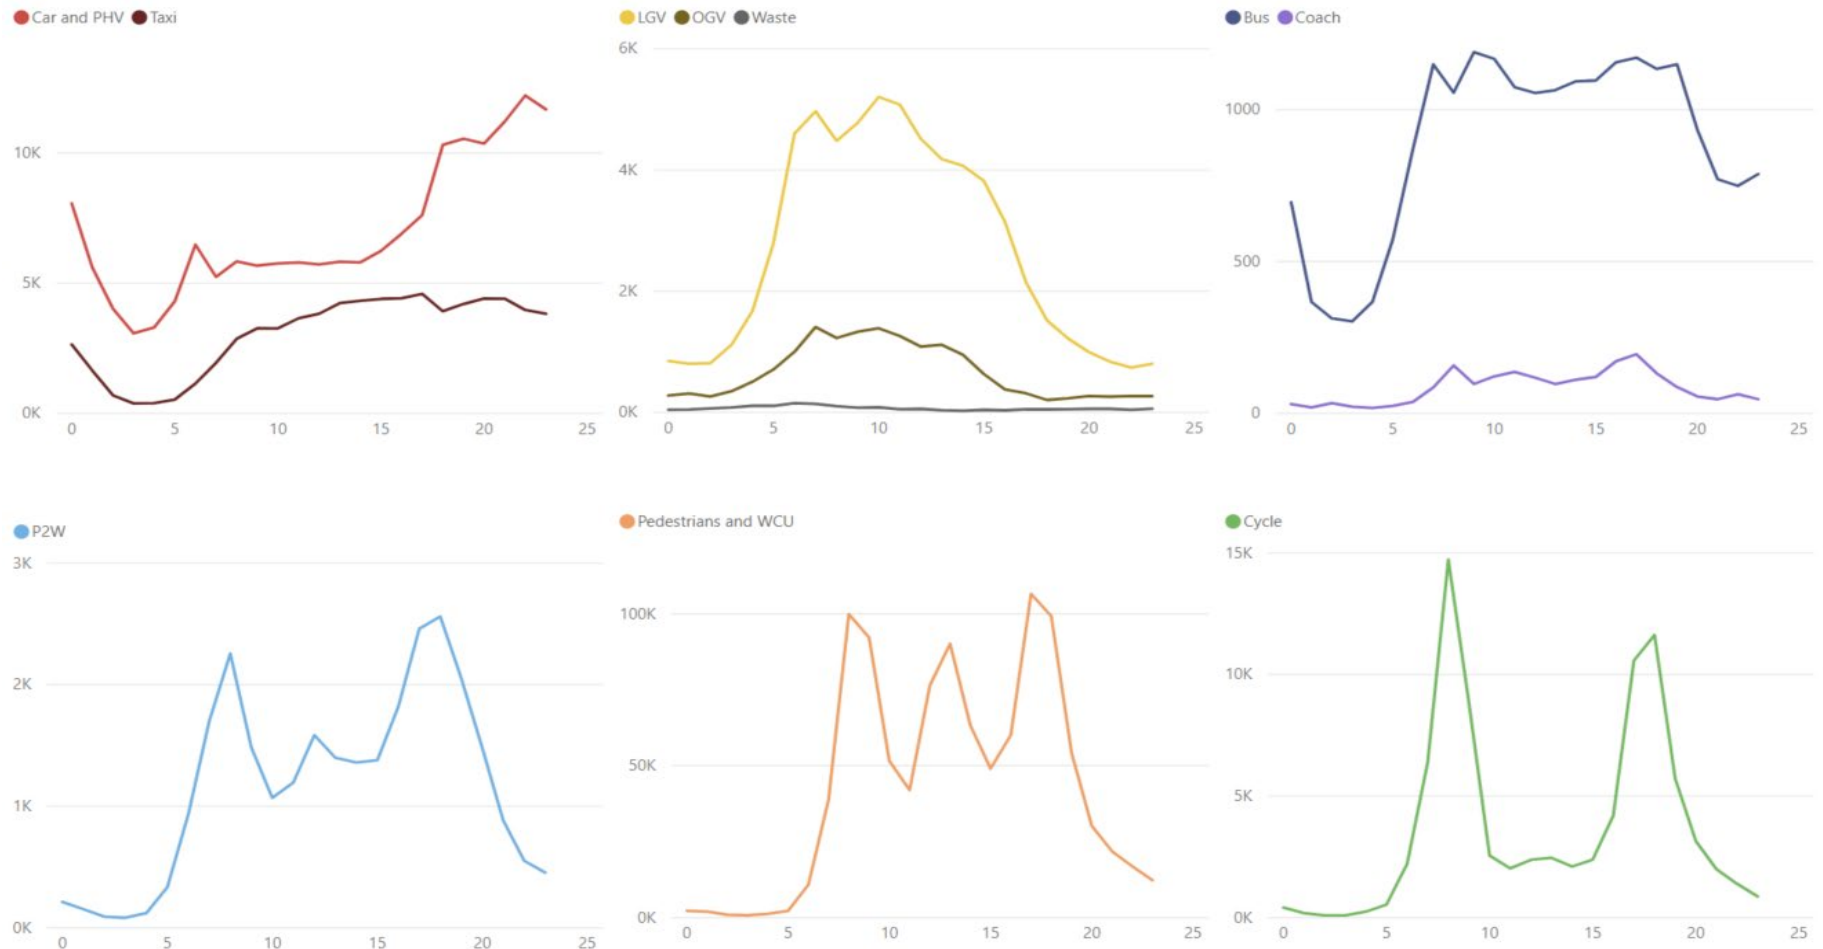 Car and PHV Taxi
10K
5K
0K
0 5 10 15 20 25
LGV OGV Waste
6K
4K
2K
0K
0 5 10 15 20 25
Bus Coach
1000
500
0
0 5 10 15 20 25
P2W
3K
2K
1K
0K
0 5 10 15 20 25
Pedestrians and WCU
100K
50K
0K
0 5 10 15 20 25
Cycle
15K
10K
5K
0K
0 5 10 15 20 25